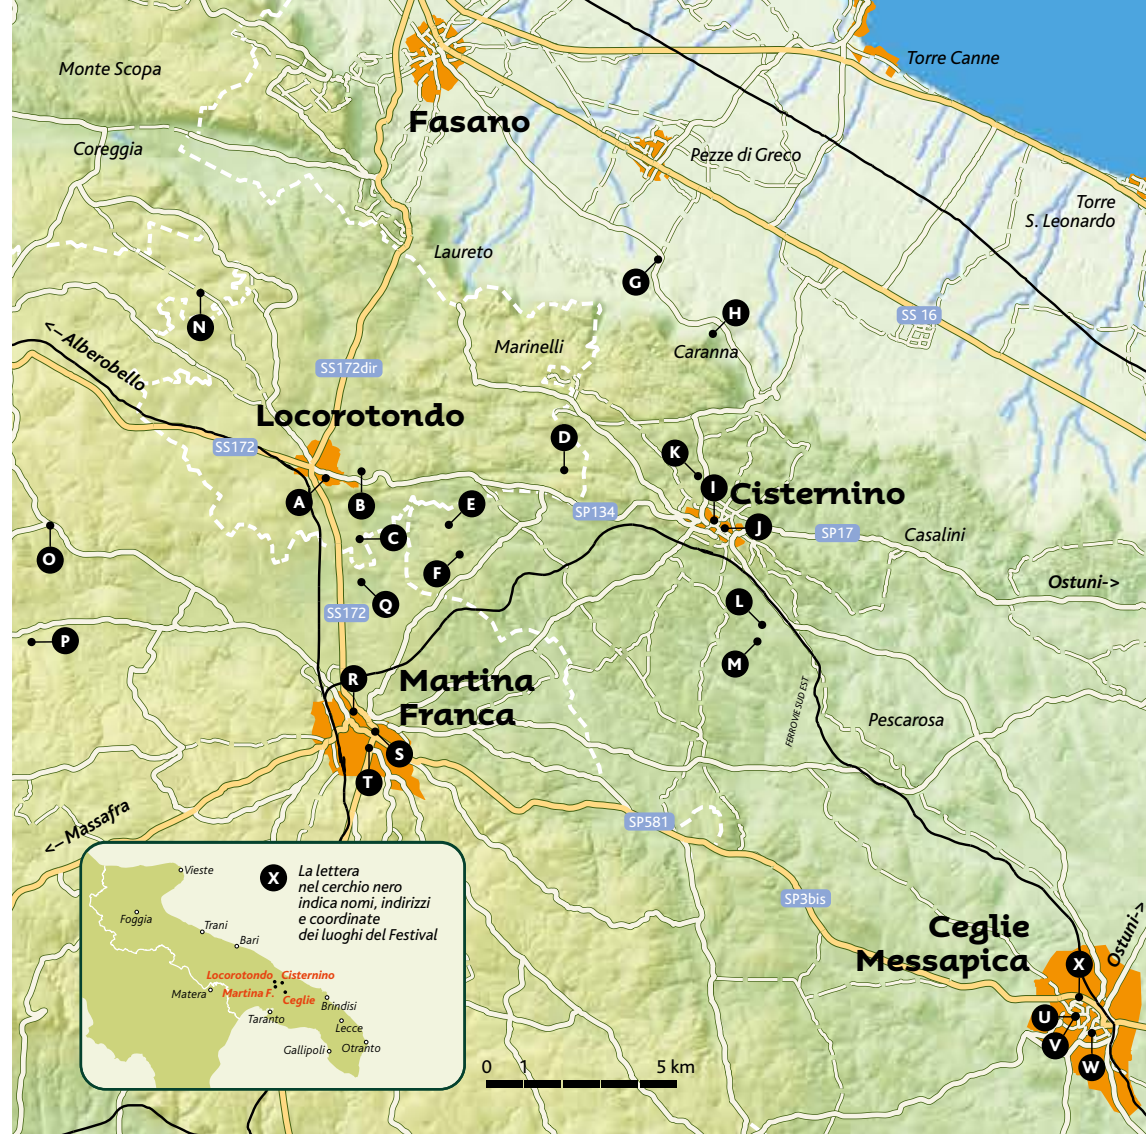 Monte Scopa
Torre Canne
Fasano
Coreggia
Pezze di Greco
Torre
S. Leonardo
Laureto
G
H
SS 16
N
<–Alberobello
Marinelli
Caranna
SS172dir
Locorotondo
D
SS172
K
I
Cisternino
A
B
E
SP134
J
SP17
Casalini
C
O
F
Ostuni->
Q
L
SS172
P
M
R
Martina
Franca
FERROVIE SUD EST
Pescarosa
S
T
<–Massafra
SP581
SP3bis
X
La lettera
nel cerchio nero
indica nomi, indirizzi
e coordinate
dei luoghi del Festival
Vieste
Foggia
Trani
Bari
Locorotondo
Cisternino
Matera
Martina F.
Ceglie
Brindisi
Taranto
Lecce
Gallipoli
Otranto
Ceglie
Messapica
Ostuni->
X
U
V
W
0 1 5 km